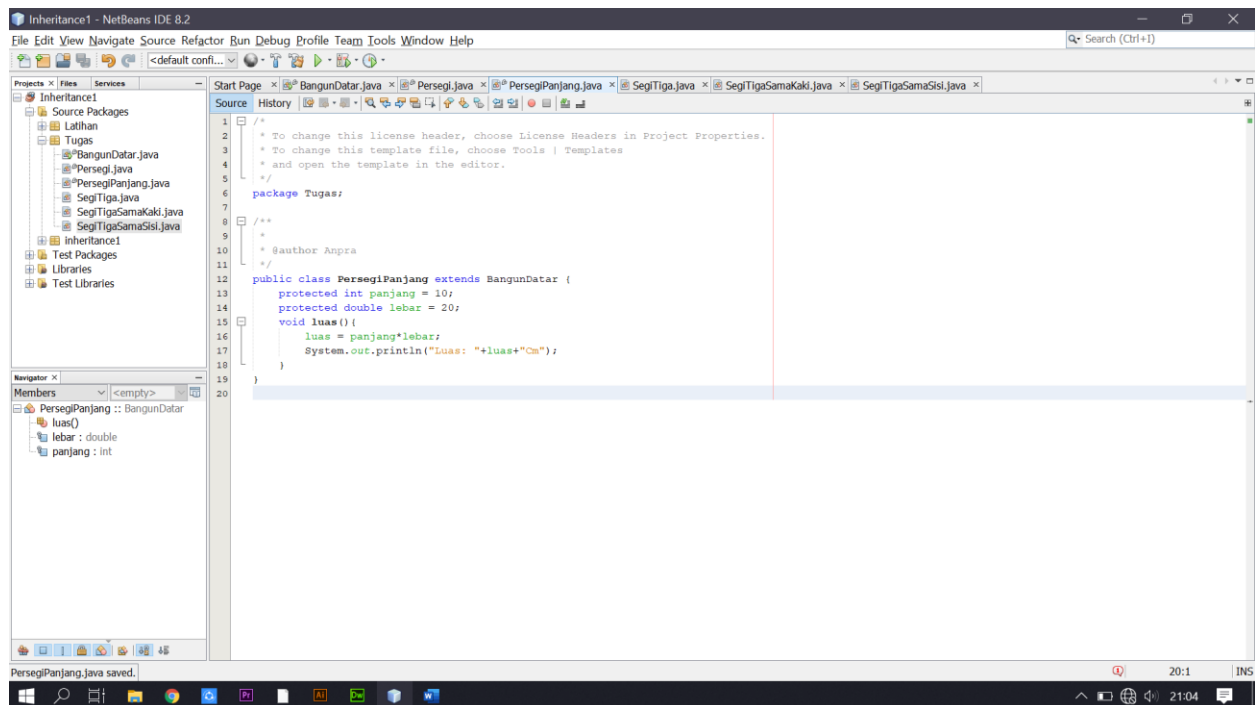 Inheritance1 - NetBeans IDE 8.2
File Edit View Navigate Source Refactor Run Debug Profile Team Tools Window Help
Search (Ctrl+I)
<default confi...
Projects Files Services
Start Page BangunDatar.java Persegi.java PersegiPanjang.java SegiTiga.java SegiTigaSamaKaki.java SegiTigaSamaSisi.java
Inheritance1
Source Packages
Latihan
Tugas
BangunDatar.java
Persegi.java
PersegiPanjang.java
SegiTiga.java
SegiTigaSamaKaki.java
SegiTigaSamaSisi.java
inheritance1
Test Packages
Libraries
Test Libraries
Source History
1 /*
2 * To change this license header, choose License Headers in Project Properties.
3 * To change this template file, choose Tools | Templates
4 * and open the template in the editor.
5 */
6 package Tugas;
7
8 /**
9 *
10 * @author Anpra
11 */
12 public class PersegiPanjang extends BangunDatar {
13 protected int panjang = 10;
14 protected double lebar = 20;
15 void luas(){
16 luas = panjang*lebar;
17 System.out.println("Luas: "+luas+"Cm");
18 }
19 }
20
Navigator
Members <empty>
PersegiPanjang :: BangunDatar
luas()
lebar : double
panjang : int
PersegiPanjang.java saved.
20:1 INS
Pr Ai Dw
21:04